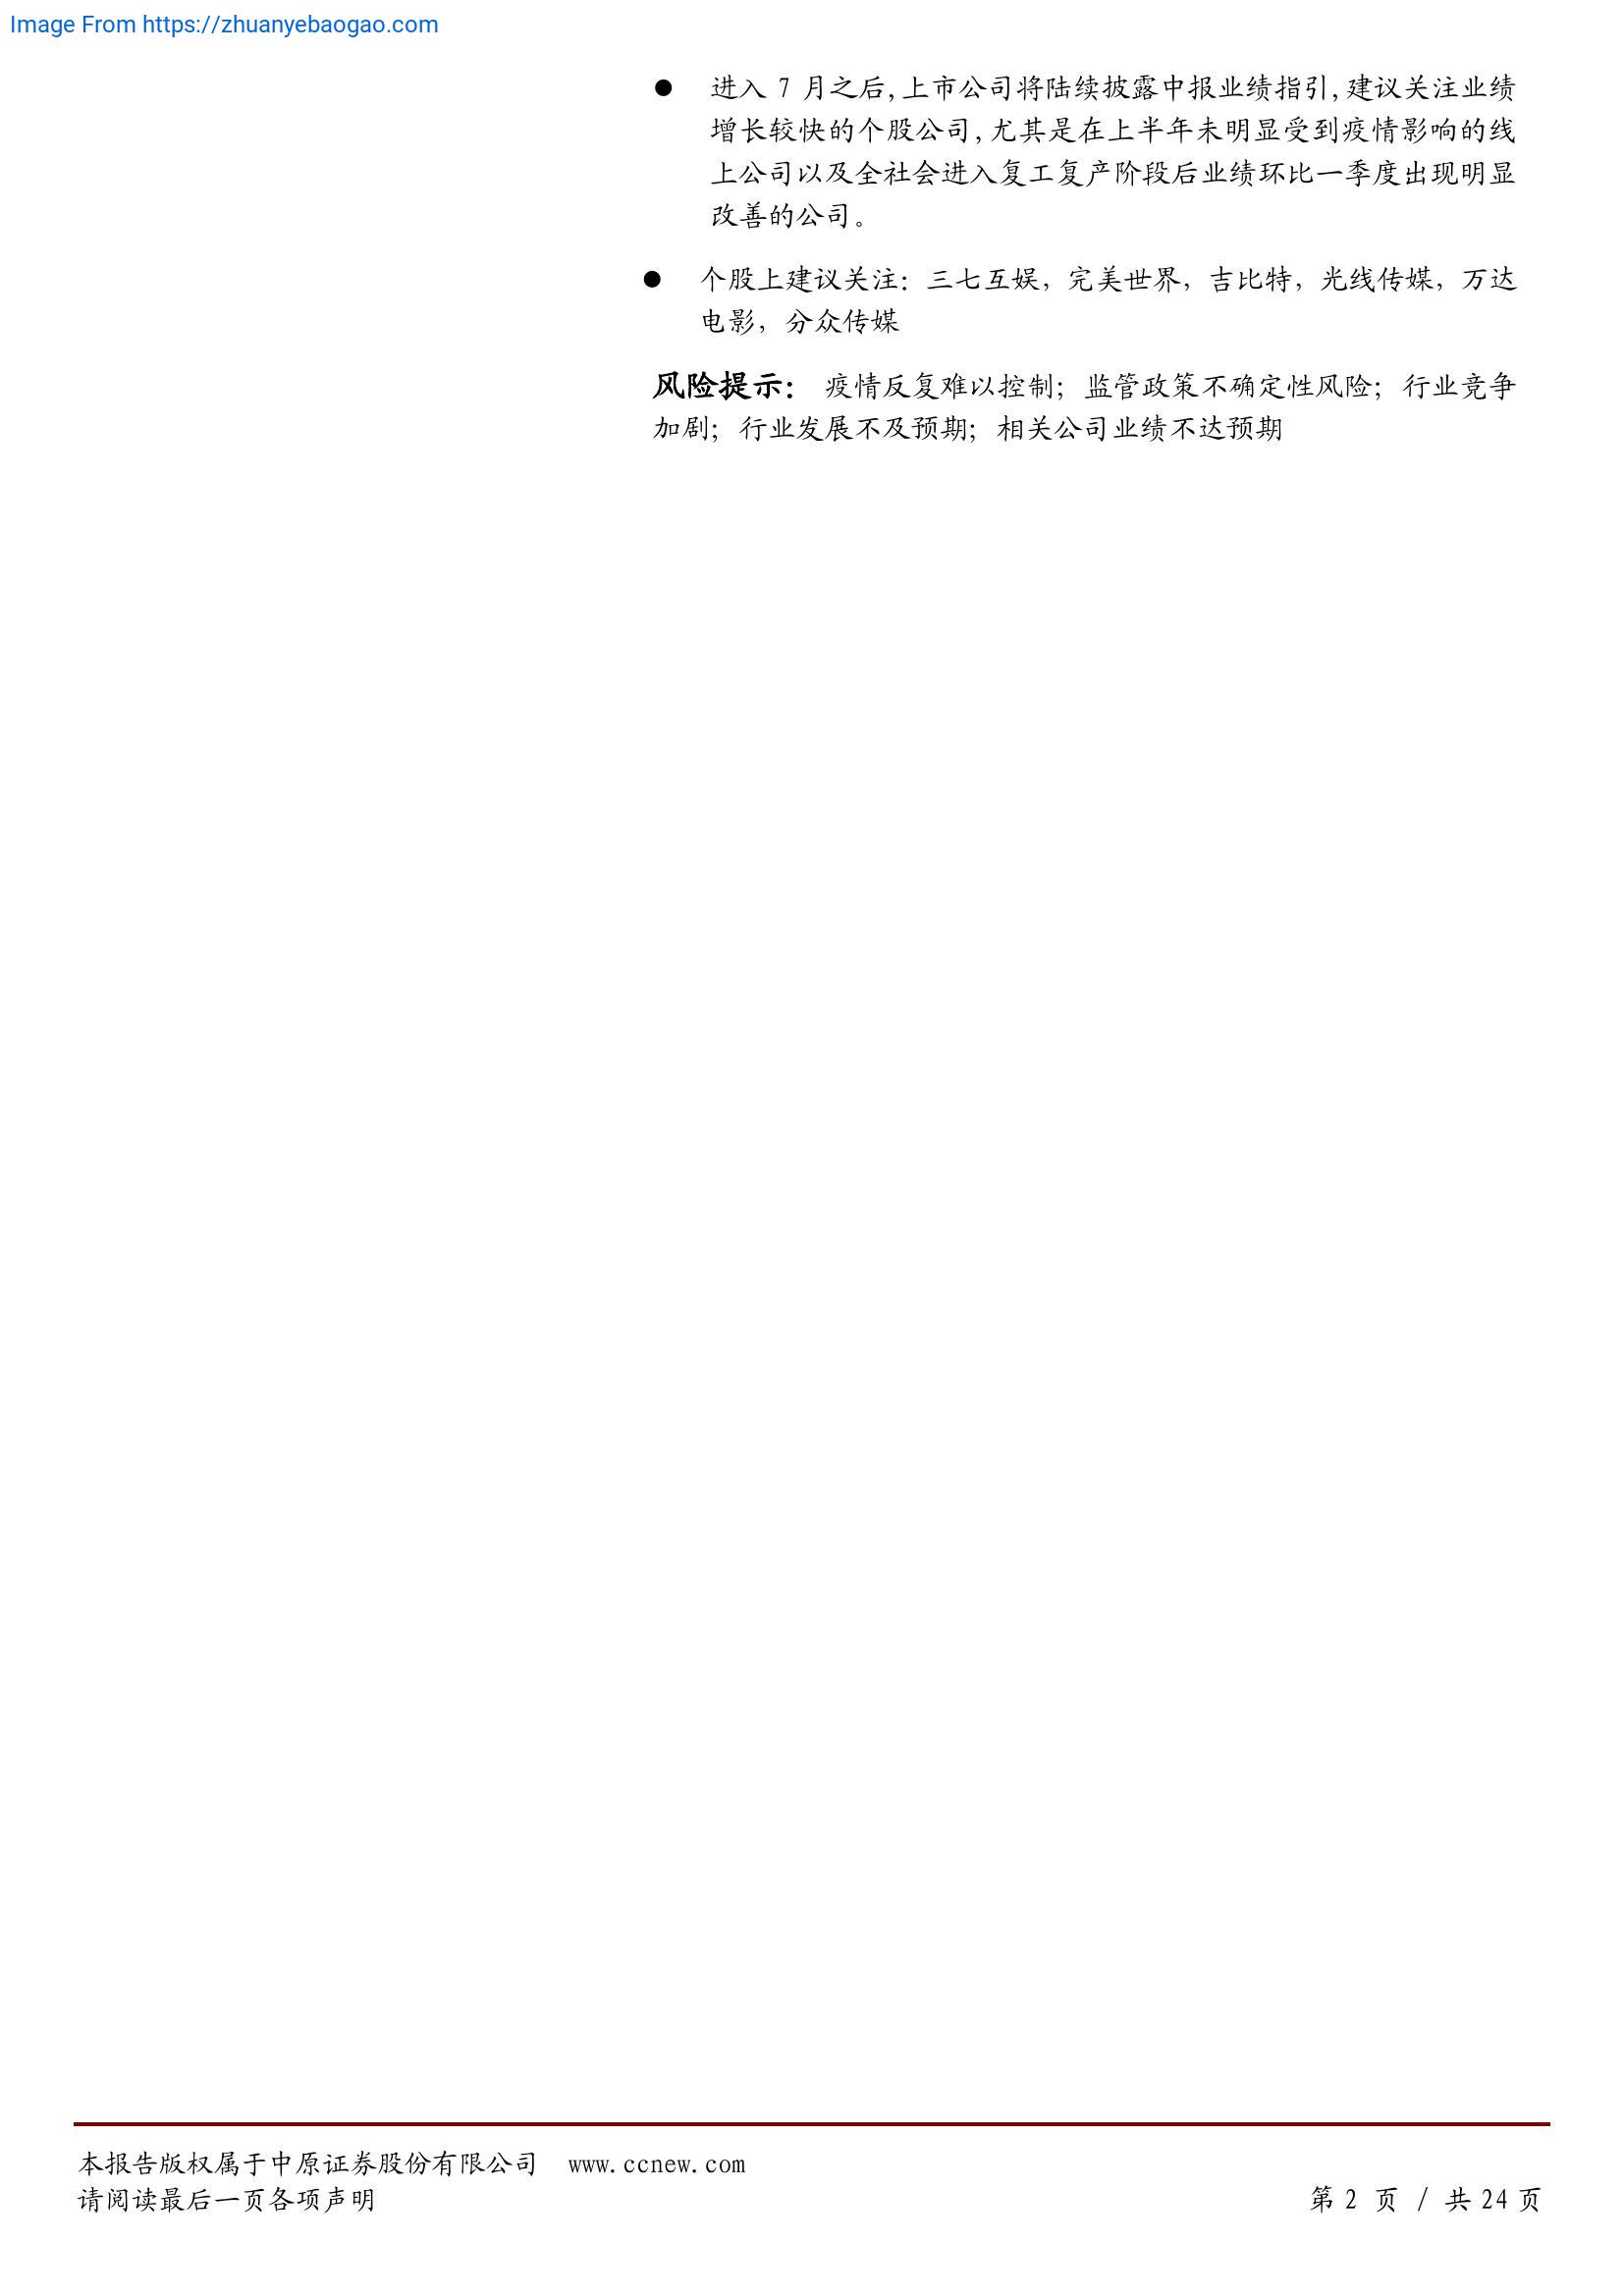 Image From https://zhuanyebaogao.com
● 进入 7 月之后，上市公司将陆续披露中报业绩指引，建议关注业绩
增长较快的个股公司，尤其是在上半年未明显受到疫情影响的线
上公司以及全社会进入复工复产阶段后业绩环比一季度出现明显
改善的公司。
● 个股上建议关注：三七互娱，完美世界，吉比特，光线传媒，万达
电影，分众传媒
风险提示： 疫情反复难以控制；监管政策不确定性风险；行业竞争
加剧；行业发展不及预期；相关公司业绩不达预期
本报告版权属于中原证券股份有限公司 www.ccnew.com
请阅读最后一页各项声明
第 2 页 / 共 24 页